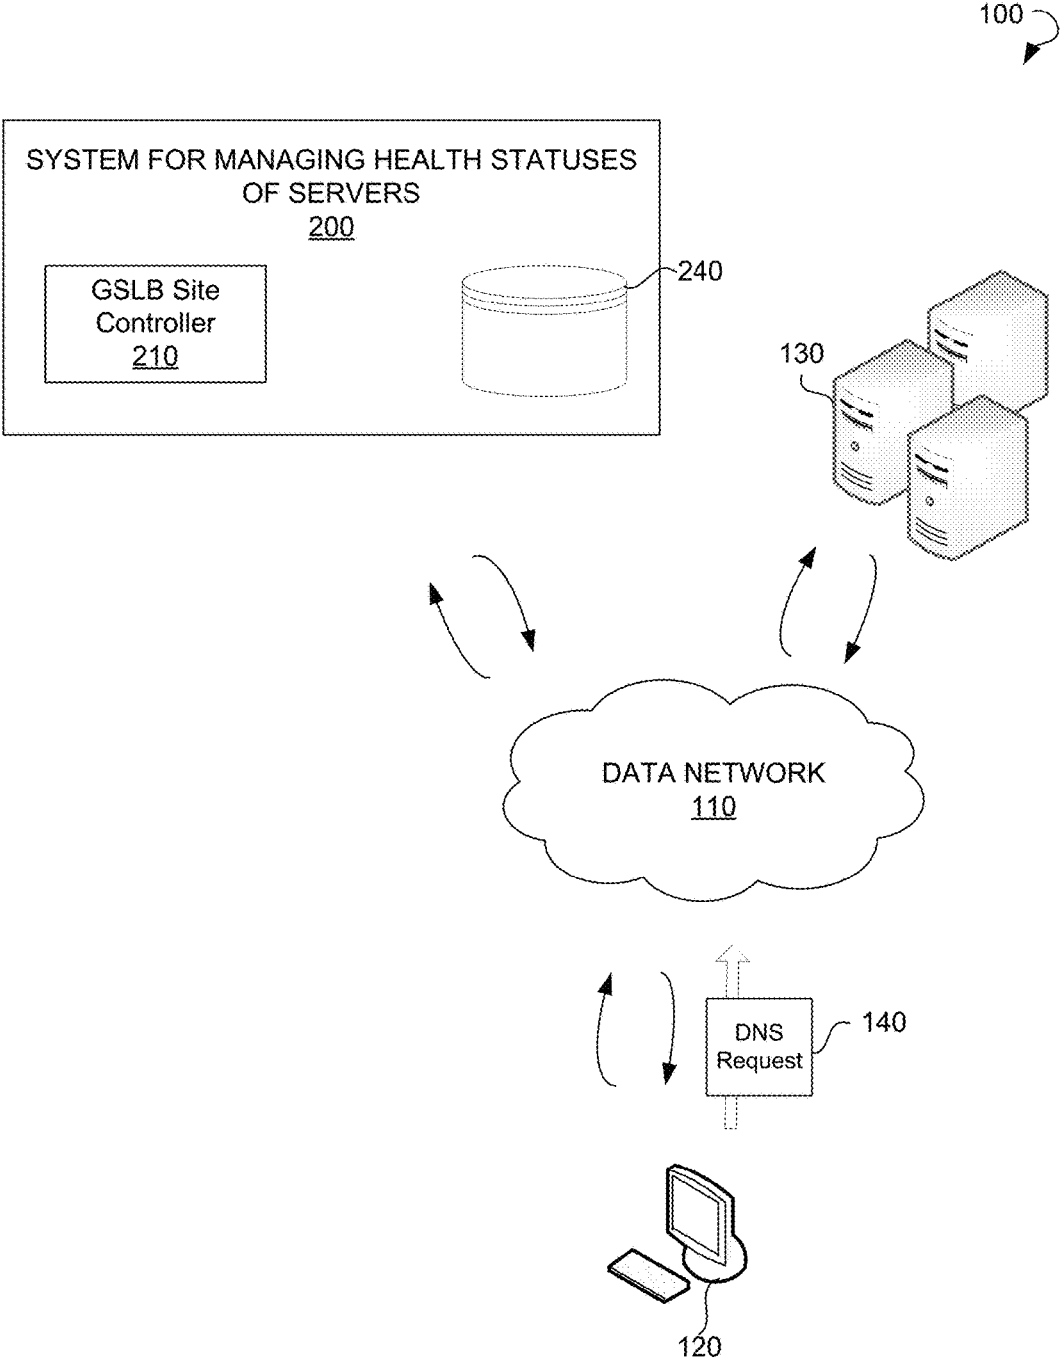 100
SYSTEM FOR MANAGING HEALTH STATUSES
OF SERVERS
200
240
GSLB Site
Controller
210
130
DATA NETWORK
110
140
DNS
Request
120